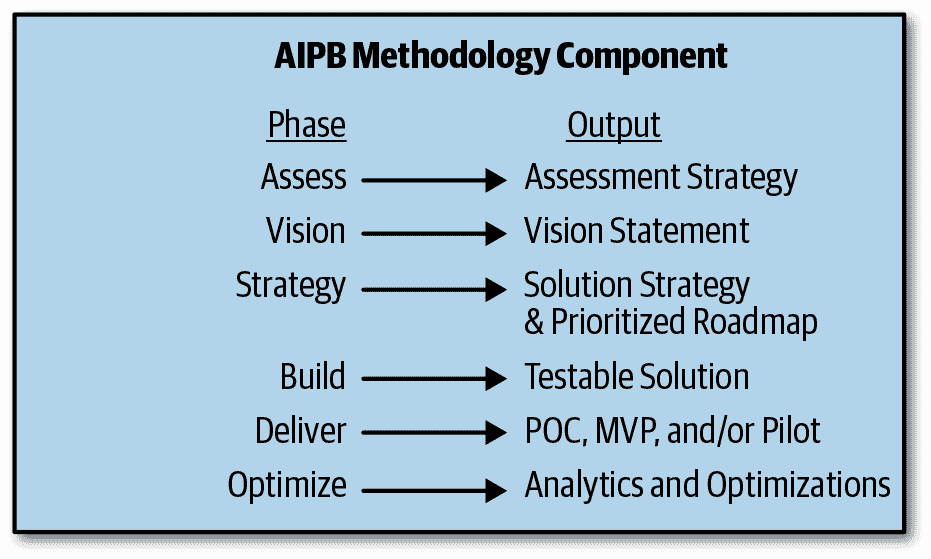 AIPB Methodology Component
Phase Output
Assess Assessment Strategy
Vision Vision Statement
Strategy Solution Strategy
& Prioritized Roadmap
Build Testable Solution
Deliver POC, MVP, and/or Pilot
Optimize Analytics and Optimizations